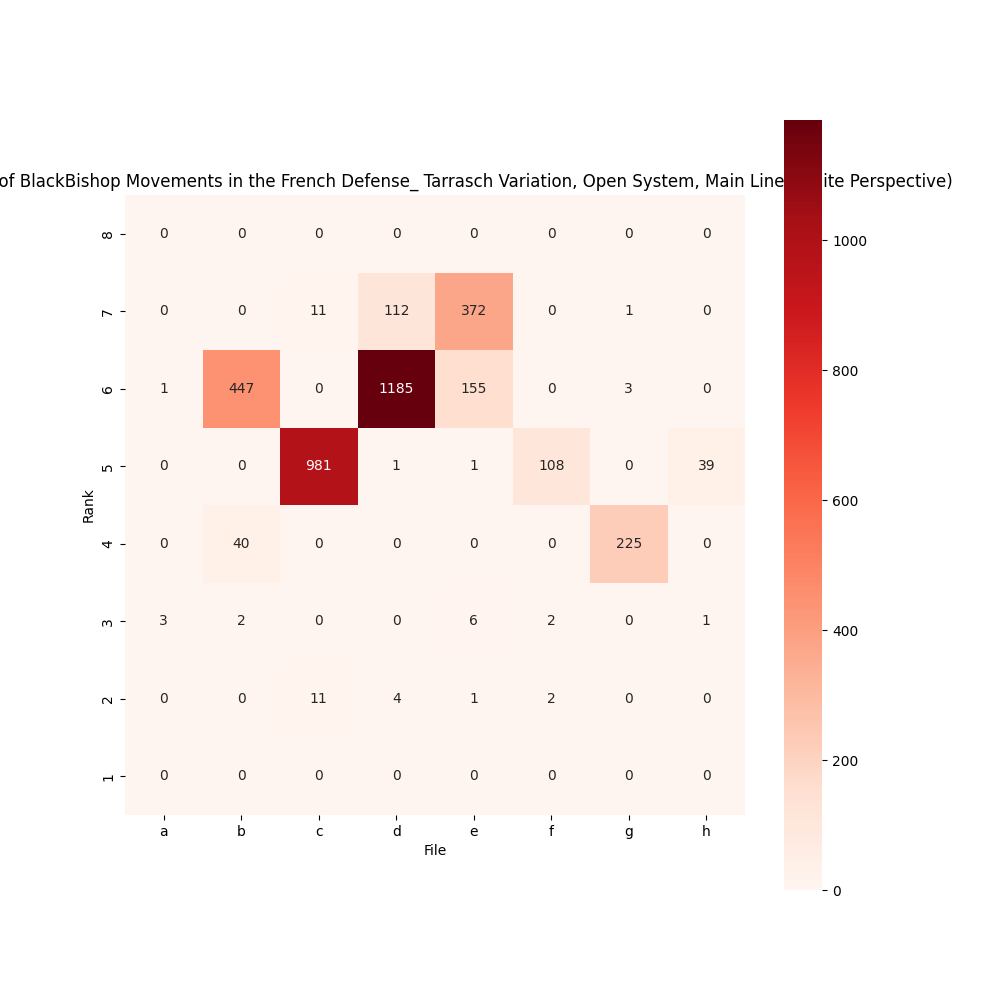 of BlackBishop Movements in the French Defense_ Tarrasch Variation, Open System, Main Line ite Perspective)
8 0 0 0 0 0 0 0 0
7 0 0 11 112 372 0 1 0
6 1 447 0 1185 155 0 3 0
5 0 0 981 1 1 108 0 39
4 0 40 0 0 0 0 225 0
3 3 2 0 0 6 2 0 1
2 0 0 11 4 1 2 0 0
1 0 0 0 0 0 0 0 0
a b c d e f g h
Rank
File
1000
800
600
400
200
0